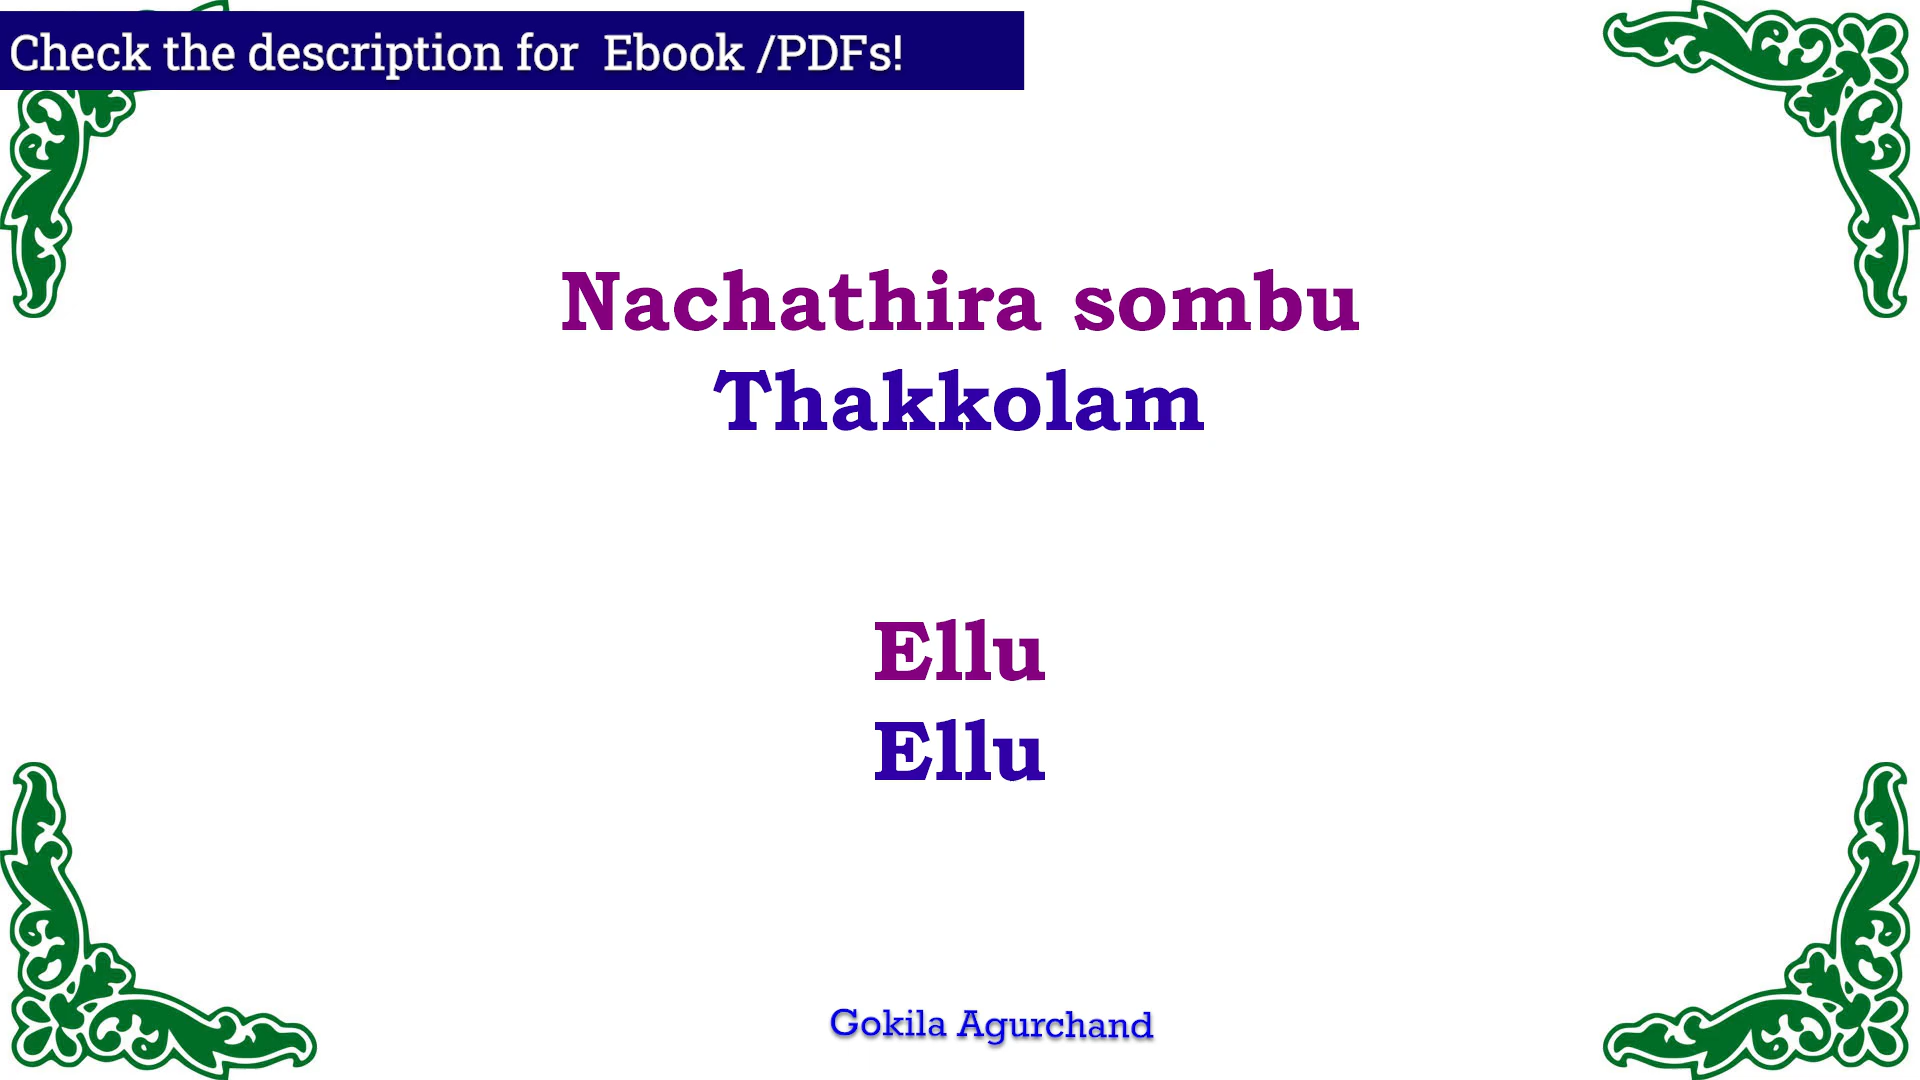 Check the description for  Ebook /PDFs!
Nachathira sombu
Thakkolam
Ellu
Ellu
Gokila Agurchand